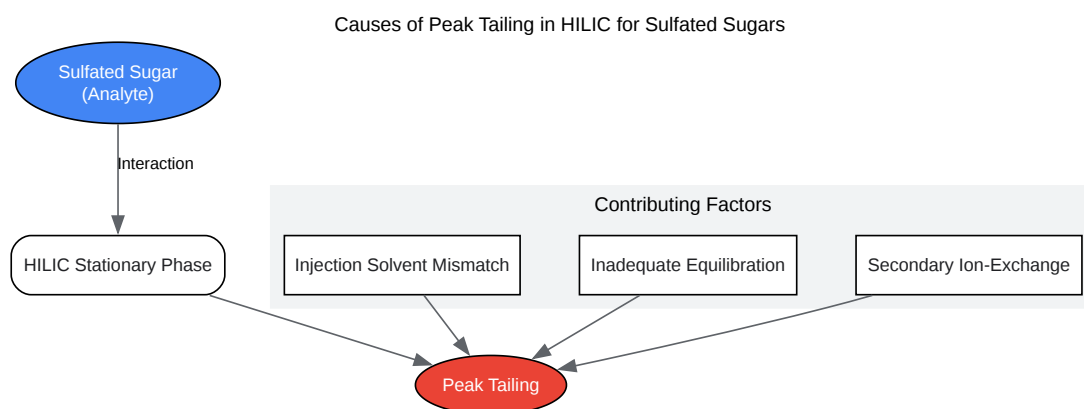 Causes of Peak Tailing in HILIC for Sulfated Sugars
Sulfated Sugar
(Analyte)
Interaction
Contributing Factors
HILIC Stationary Phase
Injection Solvent Mismatch
Inadequate Equilibration
Secondary Ion-Exchange
Peak Tailing